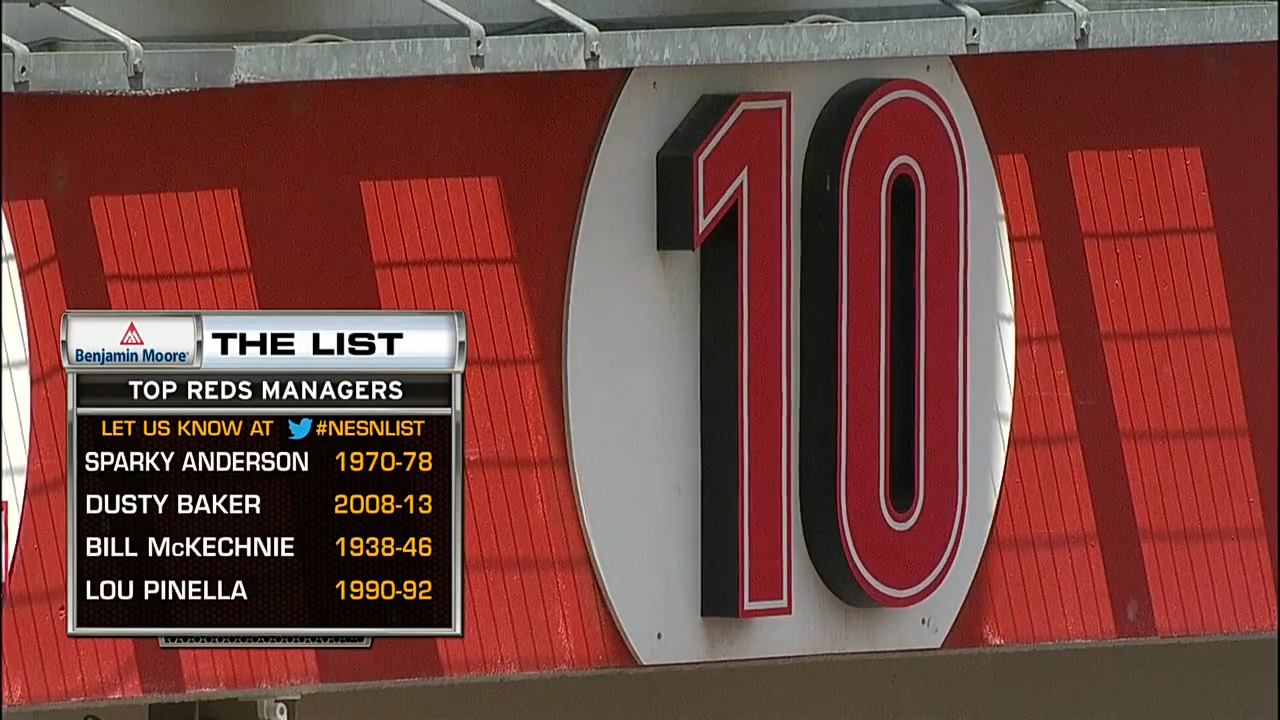 10
Benjamin Moore
THE LIST
TOP REDS MANAGERS
LET US KNOW AT #NESNLIST
SPARKY ANDERSON 1970-78
DUSTY BAKER 2008-13
BILL McKECHNIE 1938-46
LOU PINELLA 1990-92